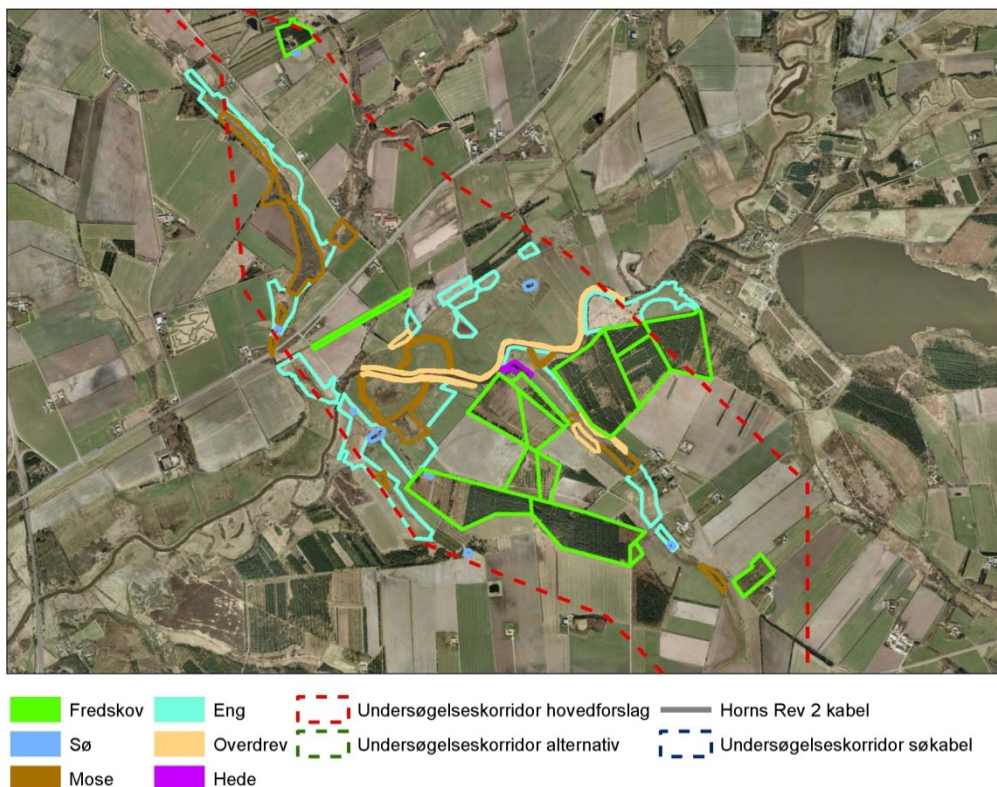 Fredskov Eng Undersøgelseskorridor hovedforslag Horns Rev 2 kabel
Sø Overdrev Undersøgelseskorridor alternativ Undersøgelseskorridor søkabel
Mose Hede